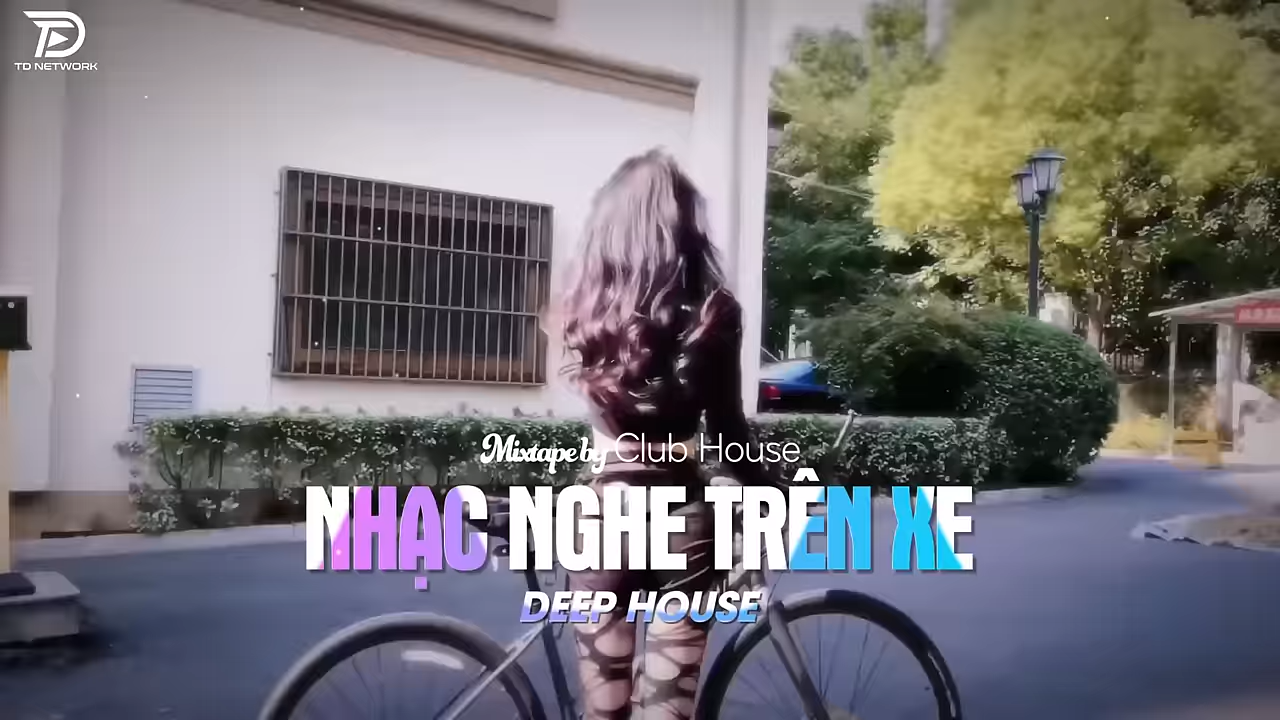 TD NETWORK
Mixtape by Club House
NHẠC NGHE TRÊN XE
DEEP HOUSE